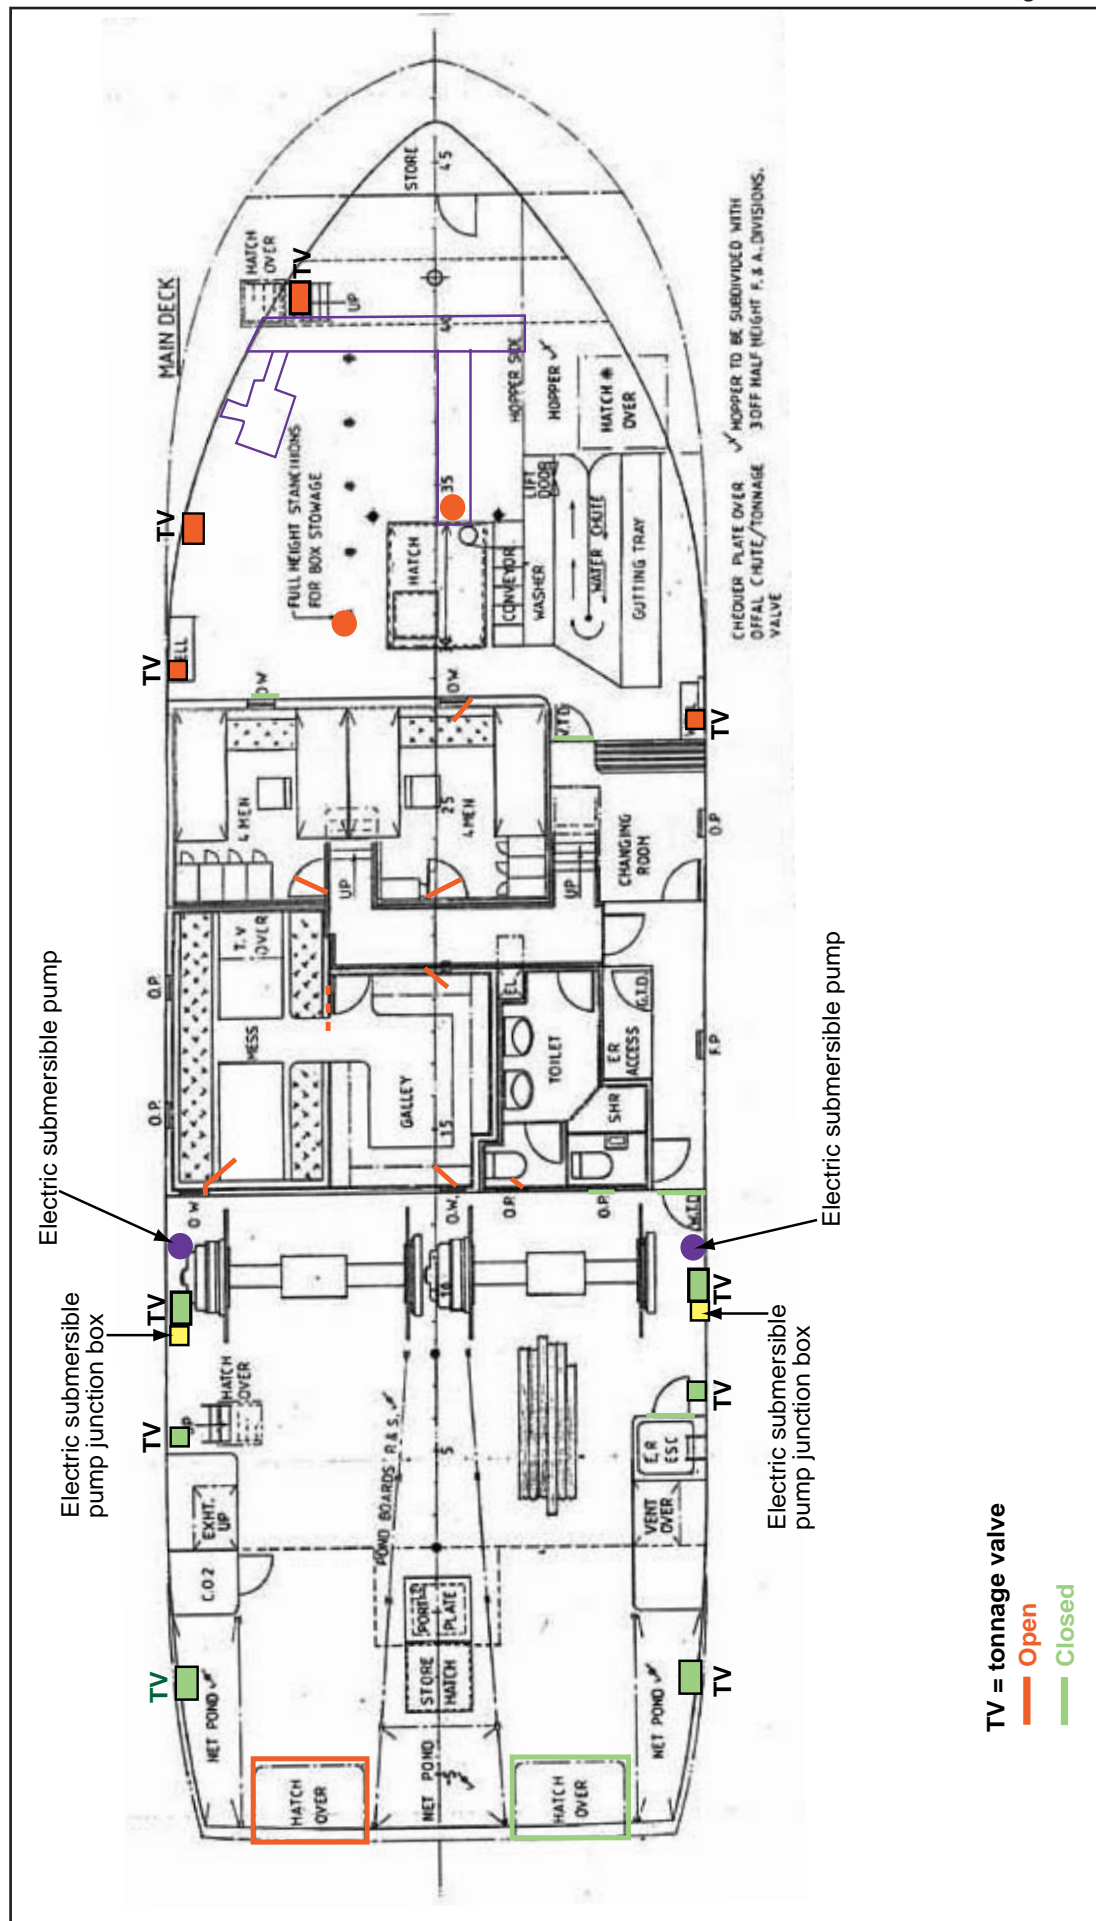 MAIN DECK
STORE
45
HATCH
OVER
TV
UP
40
HOPPER SIDE
HOPPER
HATCH
OVER
CHEQUER PLATE OVER
OFFAL CHUTE/TONNAGE
VALVE
HOPPER TO BE SUBDIVIDED WITH
3 OFF HALF HEIGHT F. & A. DIVISIONS.
TV
FULL HEIGHT STANCHIONS
FOR BOX STOWAGE
35
LIFT
DOOR
HATCH
CONVEYOR
WASHER
WATER CHUTE
GUTTING TRAY
TV
TV
D.W.
D.W.
W.T.D.
4 MEN
25
4 MEN
UP
UP
CHANGING
ROOM
O.P.
T.V
OVER
MESS
O.P.
O.P.
GALLEY
15
EL
TOILET
ER
ACCESS
G.T.D.
SHR
F.P.
Electric submersible pump
Electric submersible pump
D.W
D.W.
O.P.
O.P.
W.T.D.
10
TV
TV
Electric submersible
pump junction box
Electric submersible
pump junction box
HATCH
OVER
TV
TV
5
POND BOARDS' P. & S.
EXHT.
UP
C.O2
E.R
ESC
VENT
OVER
PORT
PLATE
STORE
HATCH
TV
TV
NET POND
NET POND
NET POND
HATCH
OVER
HATCH
OVER
TV = tonnage valve
Open
Closed